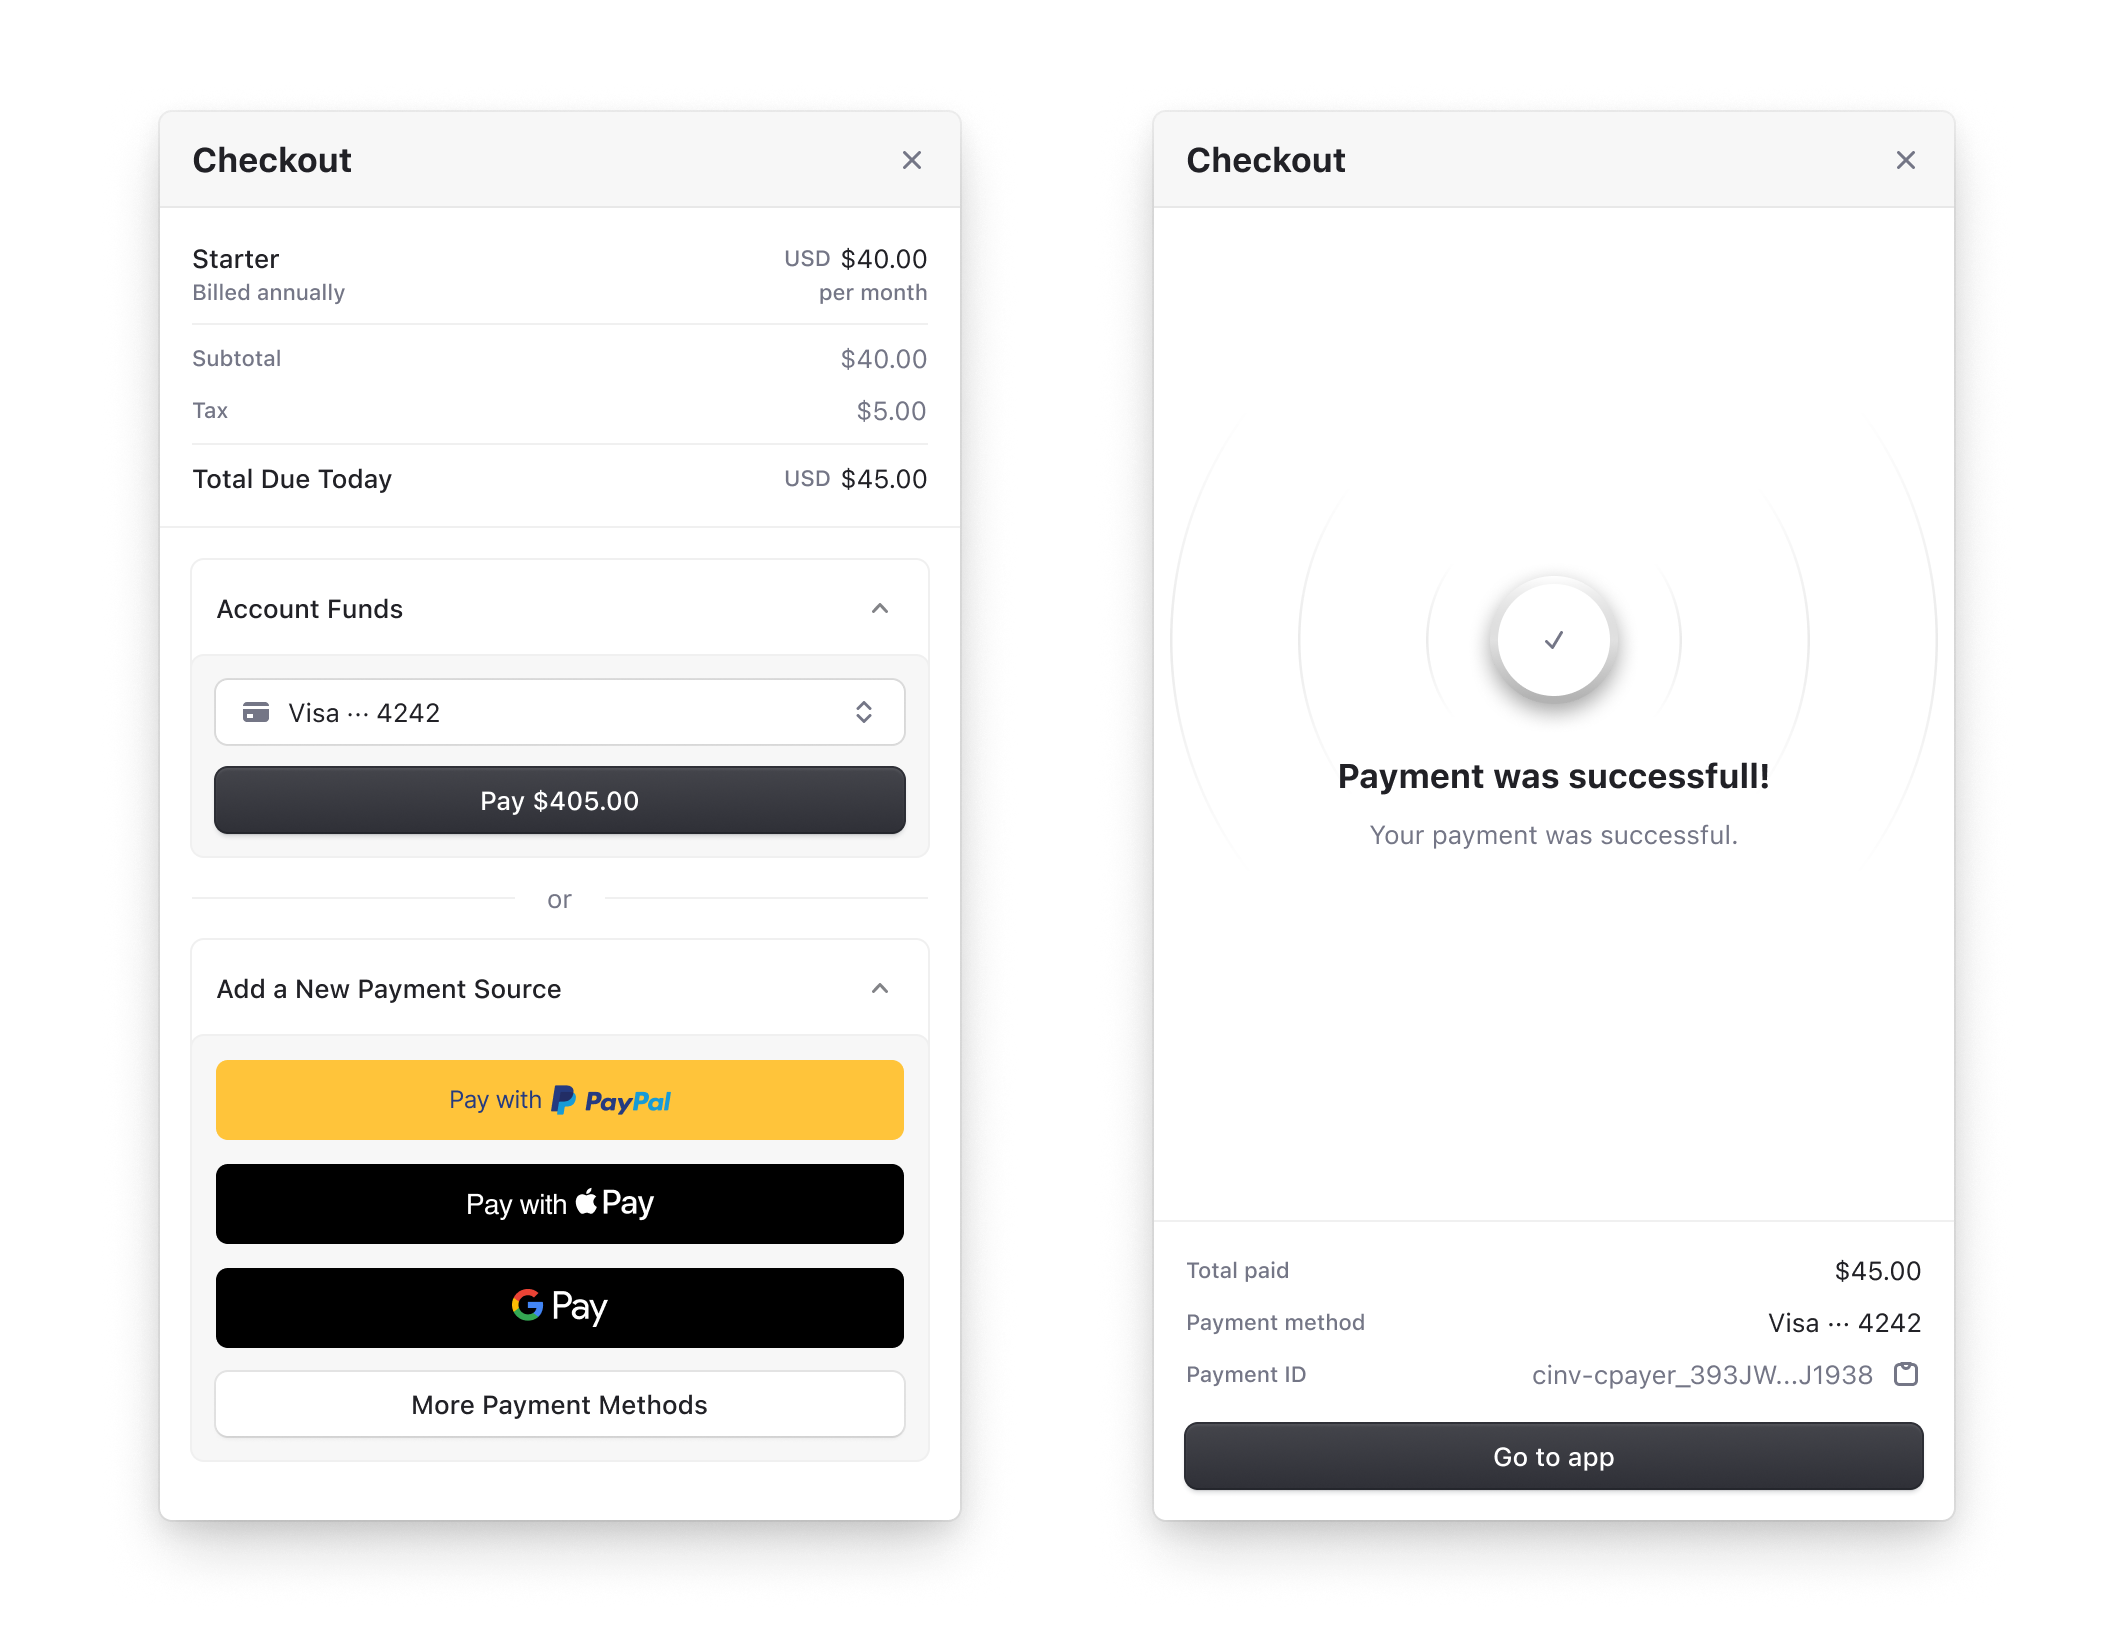 Checkout
Starter USD $40.00
Billed annually per month
Subtotal $40.00
Tax $5.00
Total Due Today USD $45.00
Account Funds
Visa ··· 4242
Pay $405.00
or
Add a New Payment Source
Pay with PayPal
Pay with Pay
G Pay
More Payment Methods
Checkout
Payment was successfull!
Your payment was successful.
Total paid $45.00
Payment method Visa ··· 4242
Payment ID cinv-cpayer_393JW...J1938
Go to app